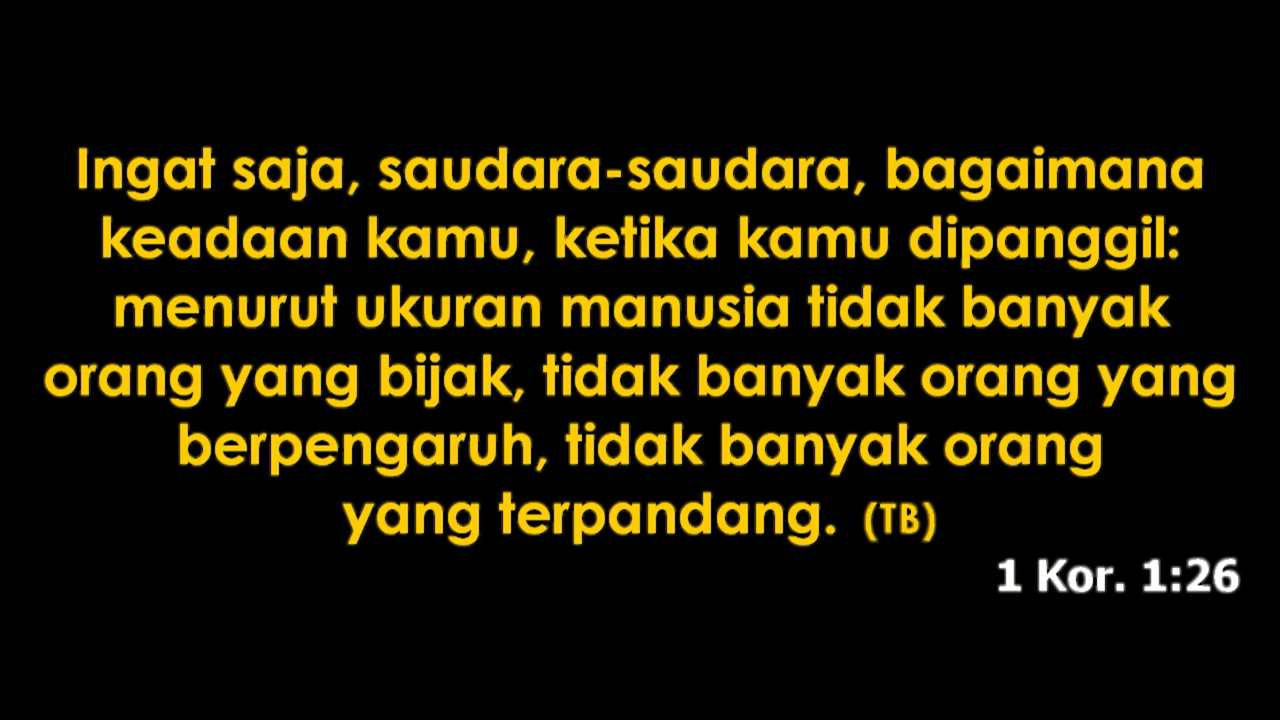 Ingat saja, saudara-saudara, bagaimana
keadaan kamu, ketika kamu dipanggil:
menurut ukuran manusia tidak banyak
orang yang bijak, tidak banyak orang yang
berpengaruh, tidak banyak orang
yang terpandang. (TB)
1 Kor. 1:26